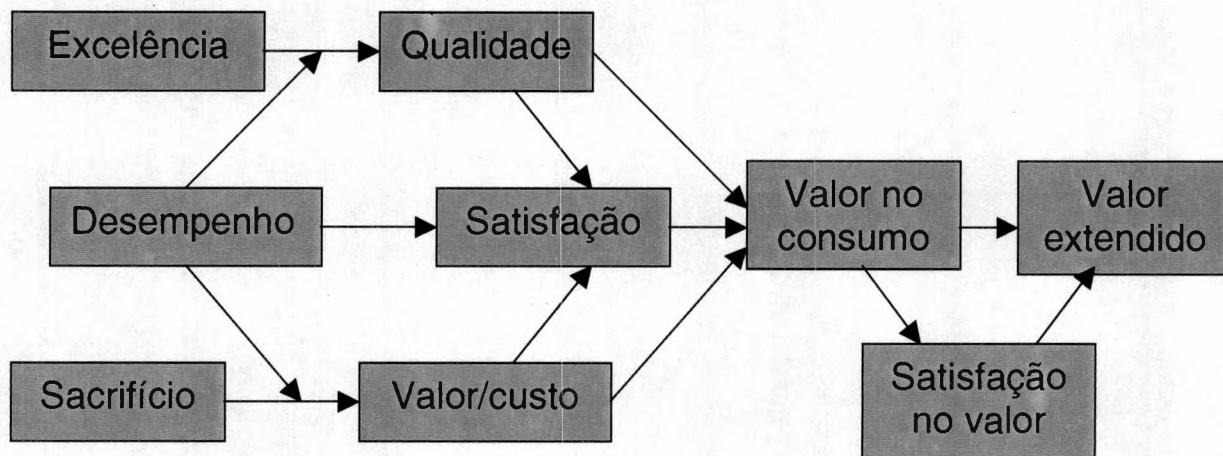 Excelência
Qualidade
Desempenho
Satisfação
Valor no
consumo
Valor
extendido
Sacrifício
Valor/custo
Satisfação
no valor